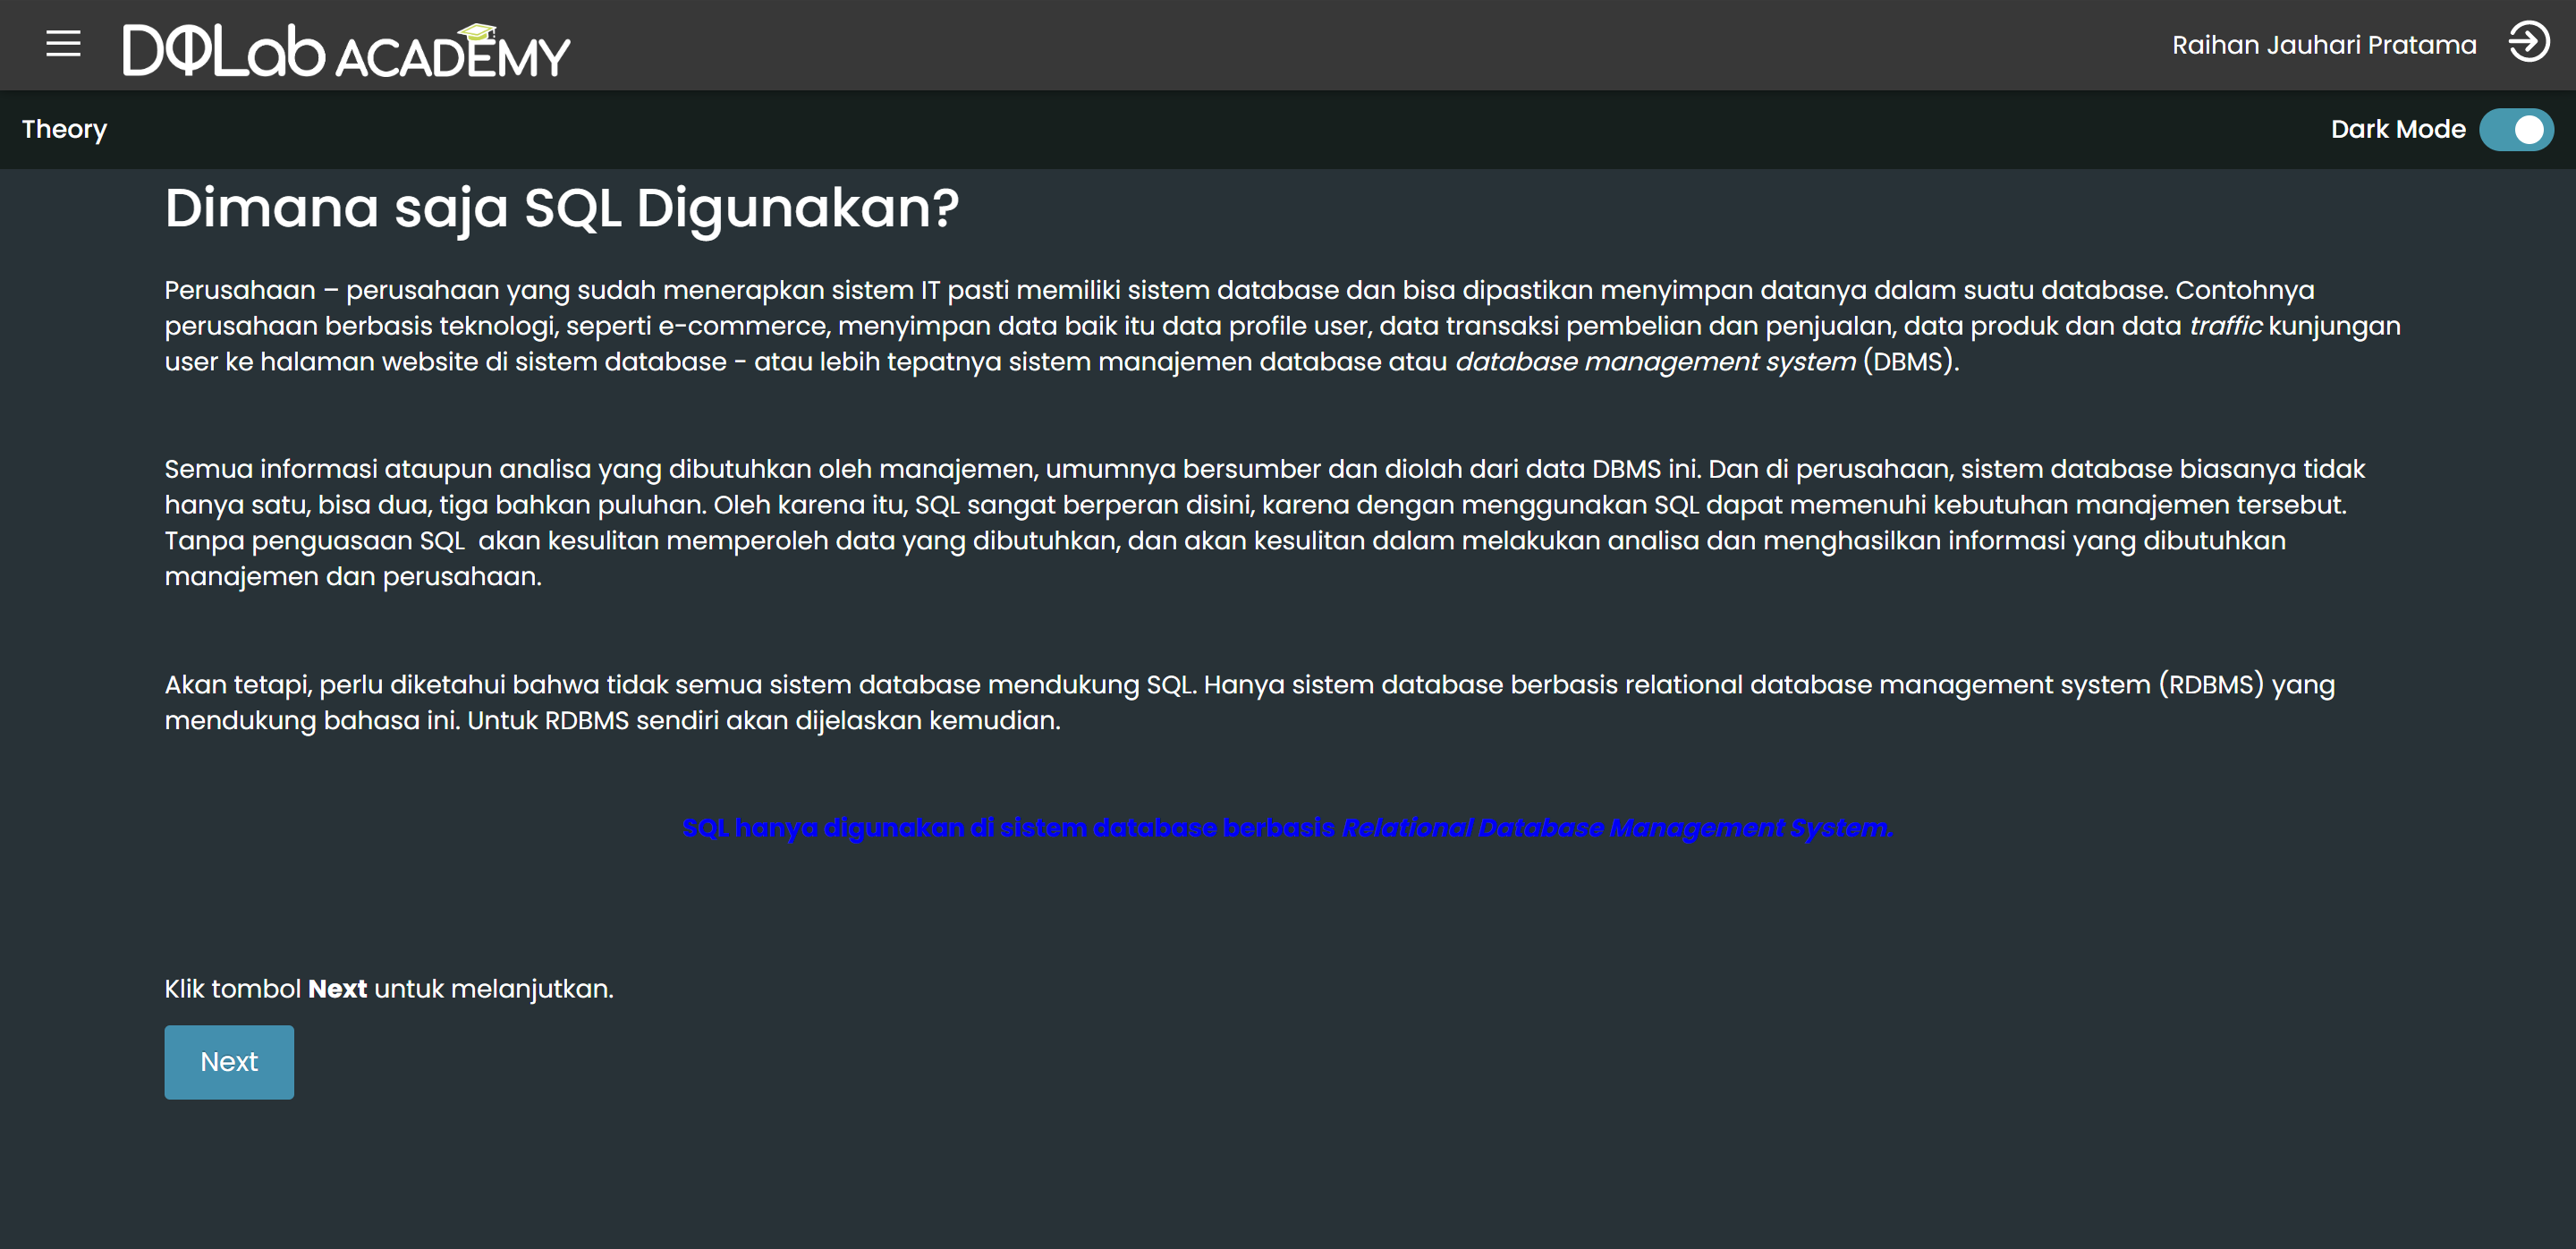 DQLab ACADEMY
Raihan Jauhari Pratama
Theory
Dark Mode
Dimana saja SQL Digunakan?
Perusahaan – perusahaan yang sudah menerapkan sistem IT pasti memiliki sistem database dan bisa dipastikan menyimpan datanya dalam suatu database. Contohnya
perusahaan berbasis teknologi, seperti e-commerce, menyimpan data baik itu data profile user, data transaksi pembelian dan penjualan, data produk dan data traffic kunjungan
user ke halaman website di sistem database - atau lebih tepatnya sistem manajemen database atau database management system (DBMS).
Semua informasi ataupun analisa yang dibutuhkan oleh manajemen, umumnya bersumber dan diolah dari data DBMS ini. Dan di perusahaan, sistem database biasanya tidak
hanya satu, bisa dua, tiga bahkan puluhan. Oleh karena itu, SQL sangat berperan disini, karena dengan menggunakan SQL dapat memenuhi kebutuhan manajemen tersebut.
Tanpa penguasaan SQL  akan kesulitan memperoleh data yang dibutuhkan, dan akan kesulitan dalam melakukan analisa dan menghasilkan informasi yang dibutuhkan
manajemen dan perusahaan.
Akan tetapi, perlu diketahui bahwa tidak semua sistem database mendukung SQL. Hanya sistem database berbasis relational database management system (RDBMS) yang
mendukung bahasa ini. Untuk RDBMS sendiri akan dijelaskan kemudian.
SQL hanya digunakan di sistem database berbasis Relational Database Management System.
Klik tombol Next untuk melanjutkan.
Next